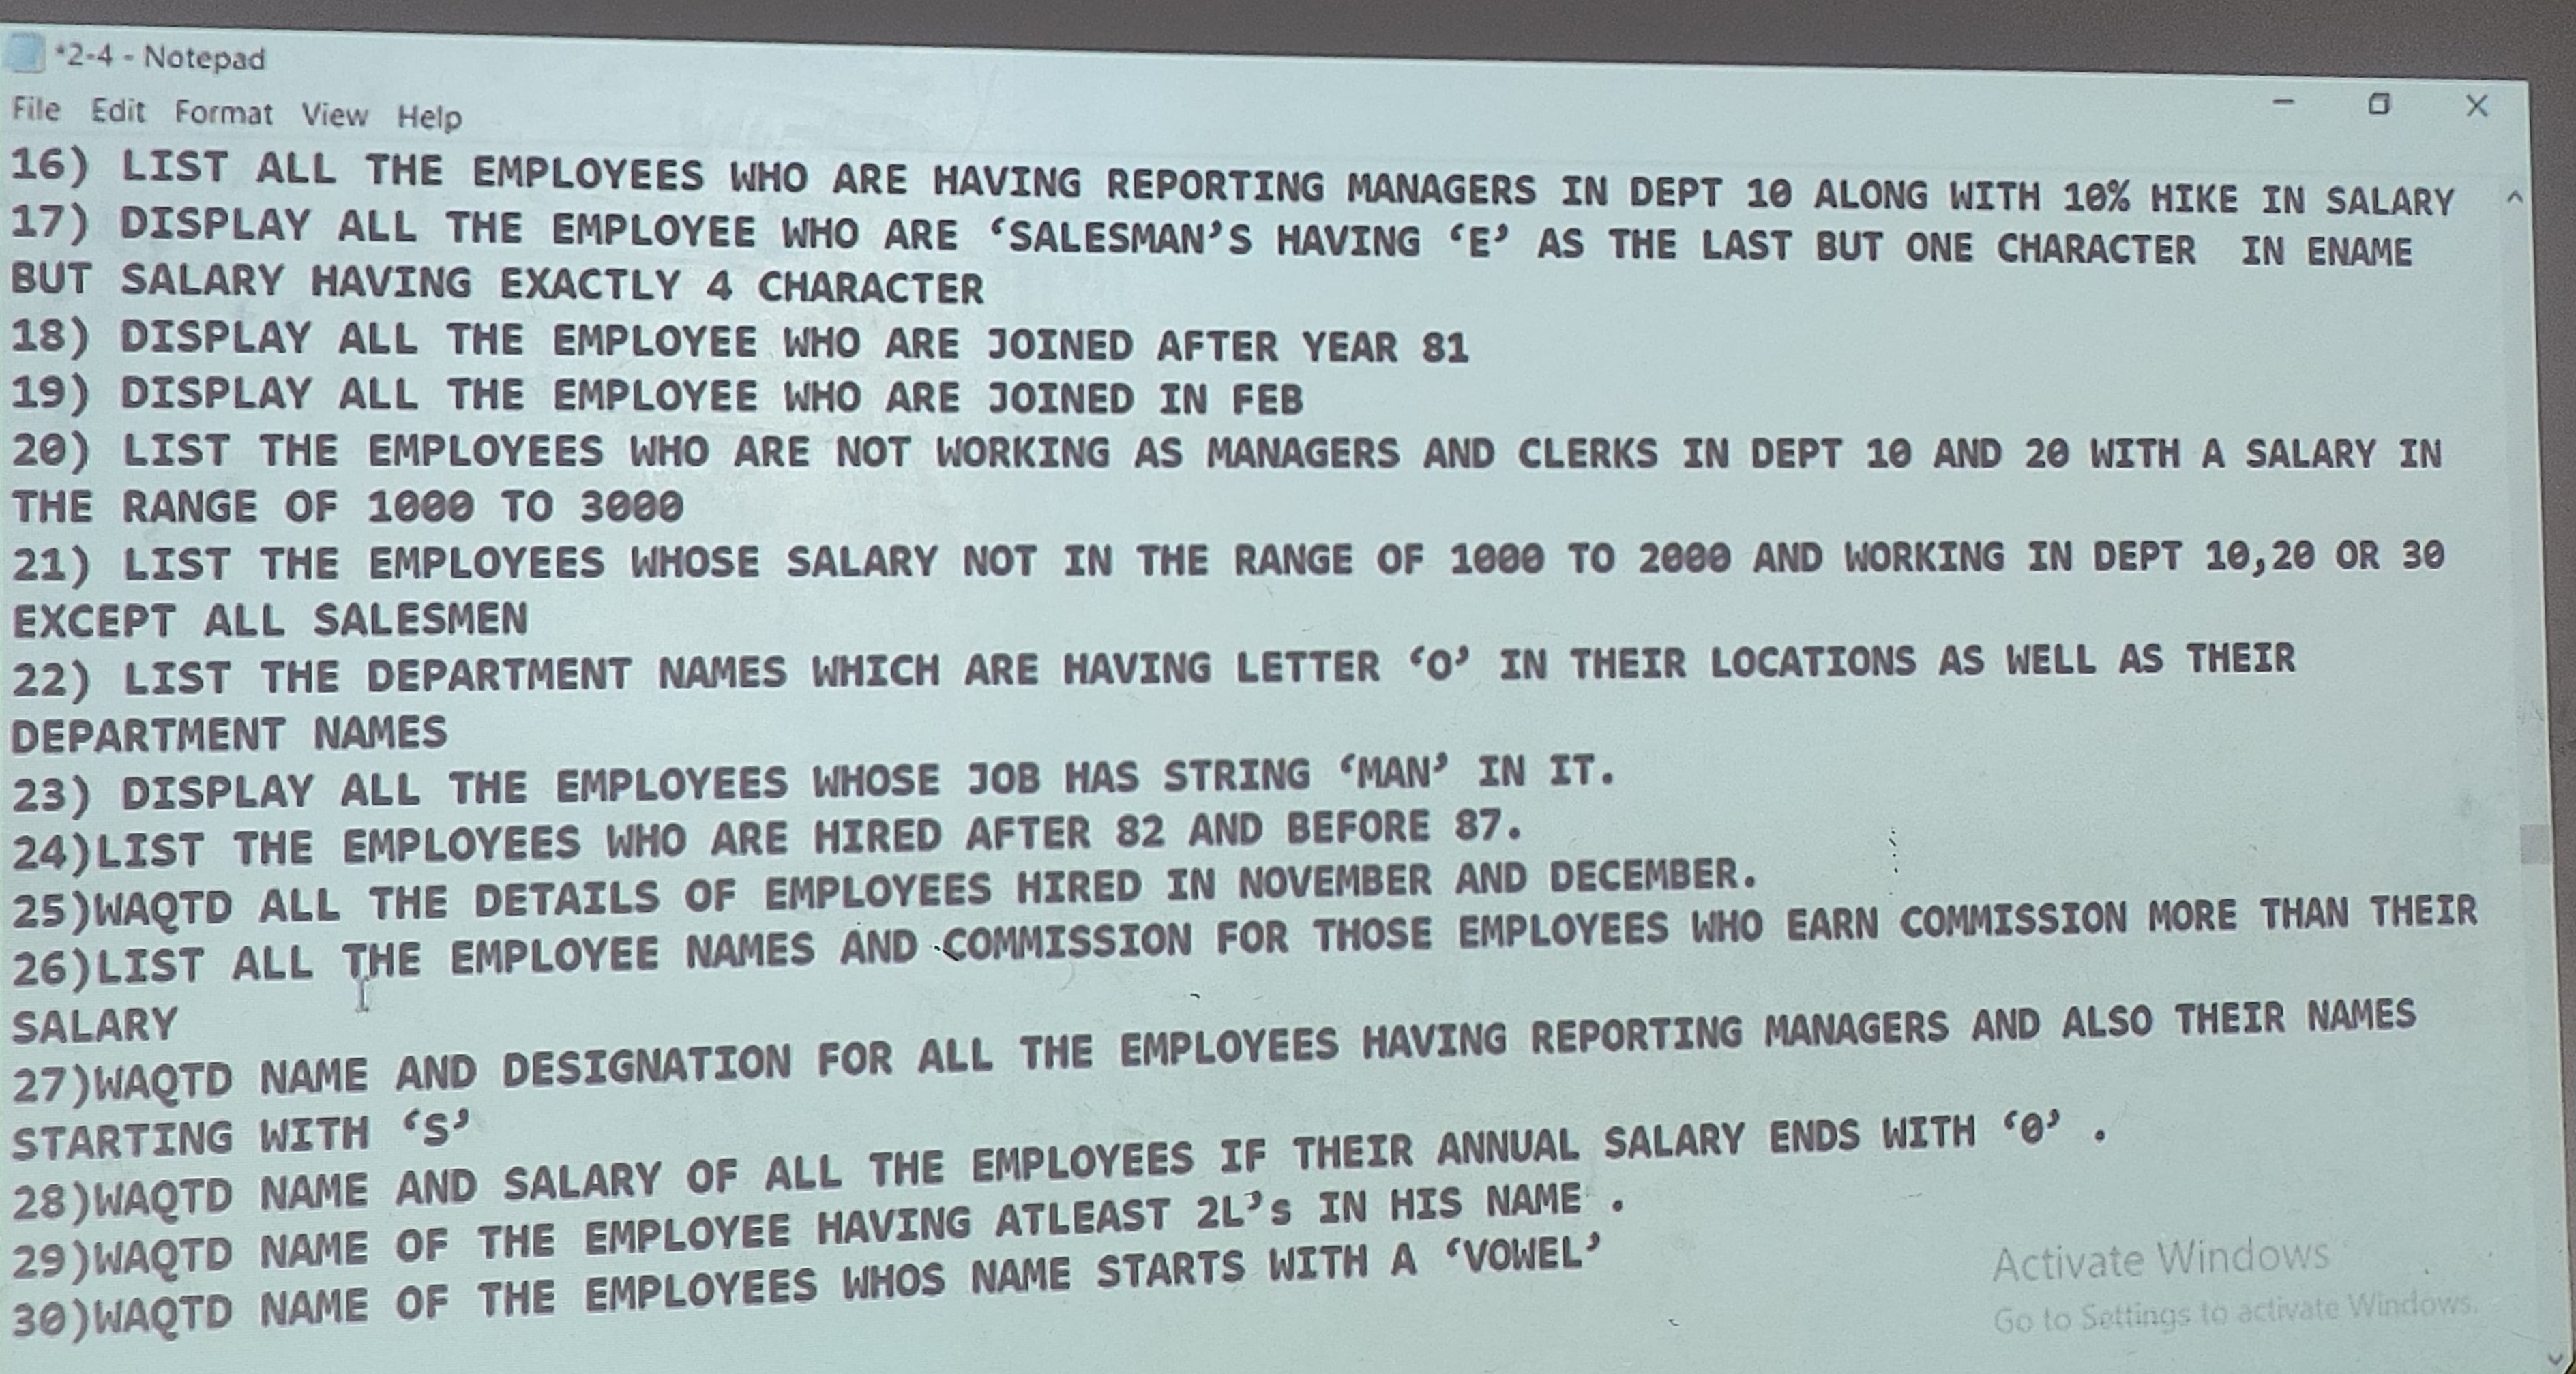 *2-4 - Notepad
File Edit Format View Help
16) LIST ALL THE EMPLOYEES WHO ARE HAVING REPORTING MANAGERS IN DEPT 10 ALONG WITH 10% HIKE IN SALARY
17) DISPLAY ALL THE EMPLOYEE WHO ARE ‘SALESMAN’S HAVING ‘E’ AS THE LAST BUT ONE CHARACTER  IN ENAME
BUT SALARY HAVING EXACTLY 4 CHARACTER
18) DISPLAY ALL THE EMPLOYEE WHO ARE JOINED AFTER YEAR 81
19) DISPLAY ALL THE EMPLOYEE WHO ARE JOINED IN FEB
20) LIST THE EMPLOYEES WHO ARE NOT WORKING AS MANAGERS AND CLERKS IN DEPT 10 AND 20 WITH A SALARY IN
THE RANGE OF 1000 TO 3000
21) LIST THE EMPLOYEES WHOSE SALARY NOT IN THE RANGE OF 1000 TO 2000 AND WORKING IN DEPT 10,20 OR 30
EXCEPT ALL SALESMEN
22) LIST THE DEPARTMENT NAMES WHICH ARE HAVING LETTER ‘O’ IN THEIR LOCATIONS AS WELL AS THEIR
DEPARTMENT NAMES
23) DISPLAY ALL THE EMPLOYEES WHOSE JOB HAS STRING ‘MAN’ IN IT.
24)LIST THE EMPLOYEES WHO ARE HIRED AFTER 82 AND BEFORE 87.
25)WAQTD ALL THE DETAILS OF EMPLOYEES HIRED IN NOVEMBER AND DECEMBER.
26)LIST ALL THE EMPLOYEE NAMES AND COMMISSION FOR THOSE EMPLOYEES WHO EARN COMMISSION MORE THAN THEIR
SALARY
27)WAQTD NAME AND DESIGNATION FOR ALL THE EMPLOYEES HAVING REPORTING MANAGERS AND ALSO THEIR NAMES
STARTING WITH ‘S’
28)WAQTD NAME AND SALARY OF ALL THE EMPLOYEES IF THEIR ANNUAL SALARY ENDS WITH ‘0’ .
29)WAQTD NAME OF THE EMPLOYEE HAVING ATLEAST 2L’s IN HIS NAME .
30)WAQTD NAME OF THE EMPLOYEES WHOS NAME STARTS WITH A ‘VOWEL’
Activate Windows
Go to Settings to activate Windows.